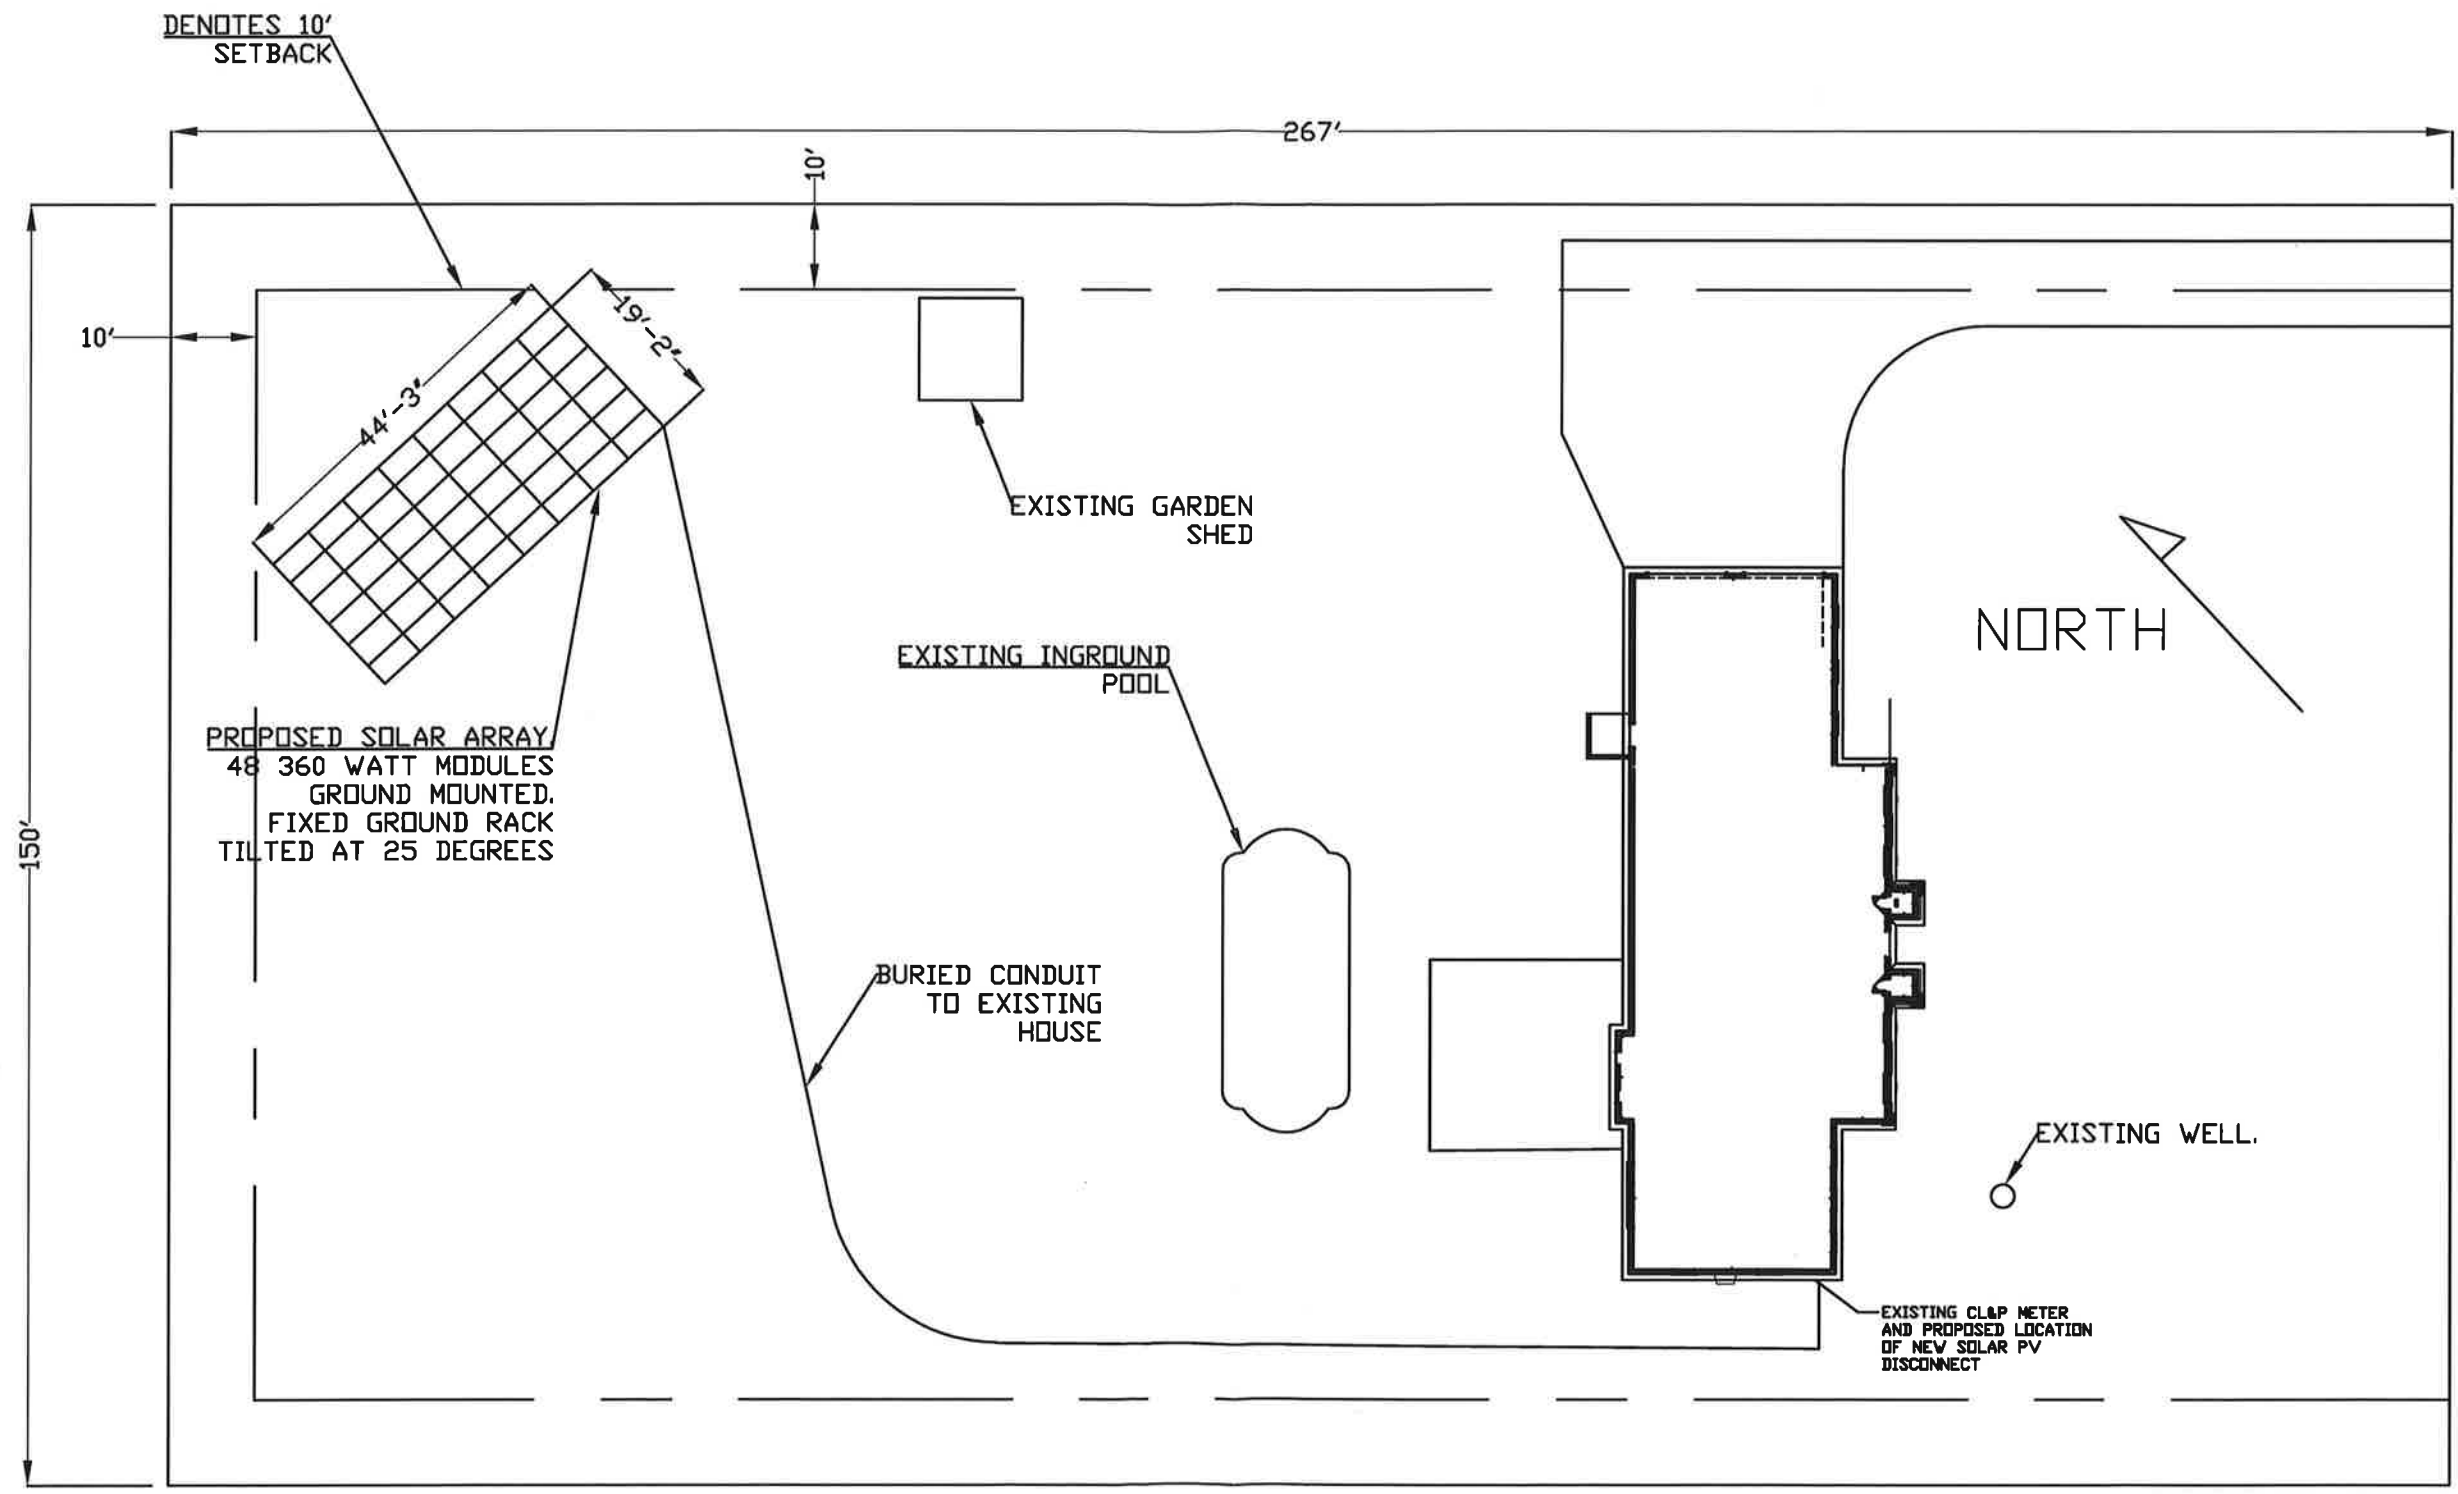 DENOTES 10'
SETBACK
267'
10'
10'
19'-2"
44'-3"
EXISTING GARDEN
SHED
NORTH
EXISTING INGROUND
POOL
PROPOSED SOLAR ARRAY.
48 360 WATT MODULES
GROUND MOUNTED.
FIXED GROUND RACK
TILTED AT 25 DEGREES
150'
BURIED CONDUIT
TO EXISTING
HOUSE
EXISTING WELL.
EXISTING CL&P METER
AND PROPOSED LOCATION
OF NEW SOLAR PV
DISCONNECT